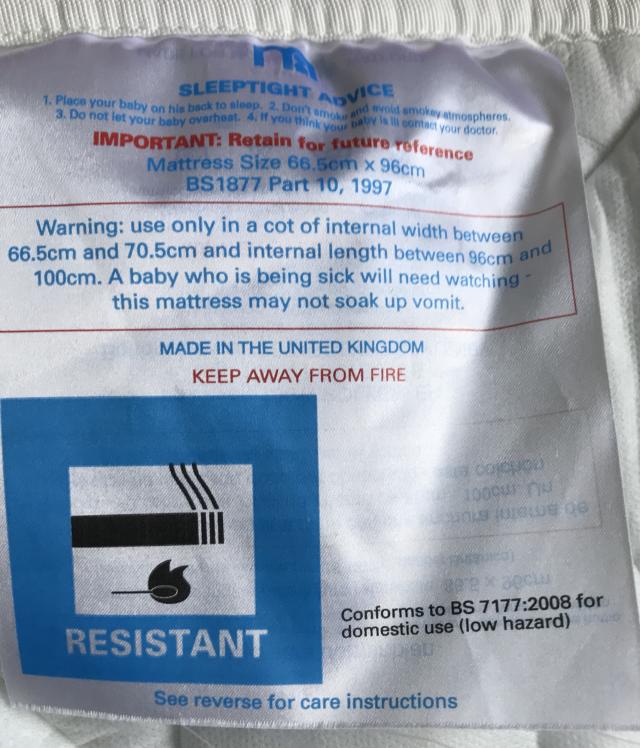 SLEEPTIGHT ADVICE
1. Place your baby on his back to sleep. 2. Don't smoke and avoid smokey atmospheres.
3. Do not let your baby overheat. 4. If you think your baby is ill contact your doctor.
IMPORTANT: Retain for future reference
Mattress Size 66.5cm x 96cm
BS1877 Part 10, 1997
Warning: use only in a cot of internal width between
66.5cm and 70.5cm and internal length between 96cm and
100cm. A baby who is being sick will need watching -
this mattress may not soak up vomit.
MADE IN THE UNITED KINGDOM
KEEP AWAY FROM FIRE
RESISTANT
Conforms to BS 7177:2008 for
domestic use (low hazard)
See reverse for care instructions